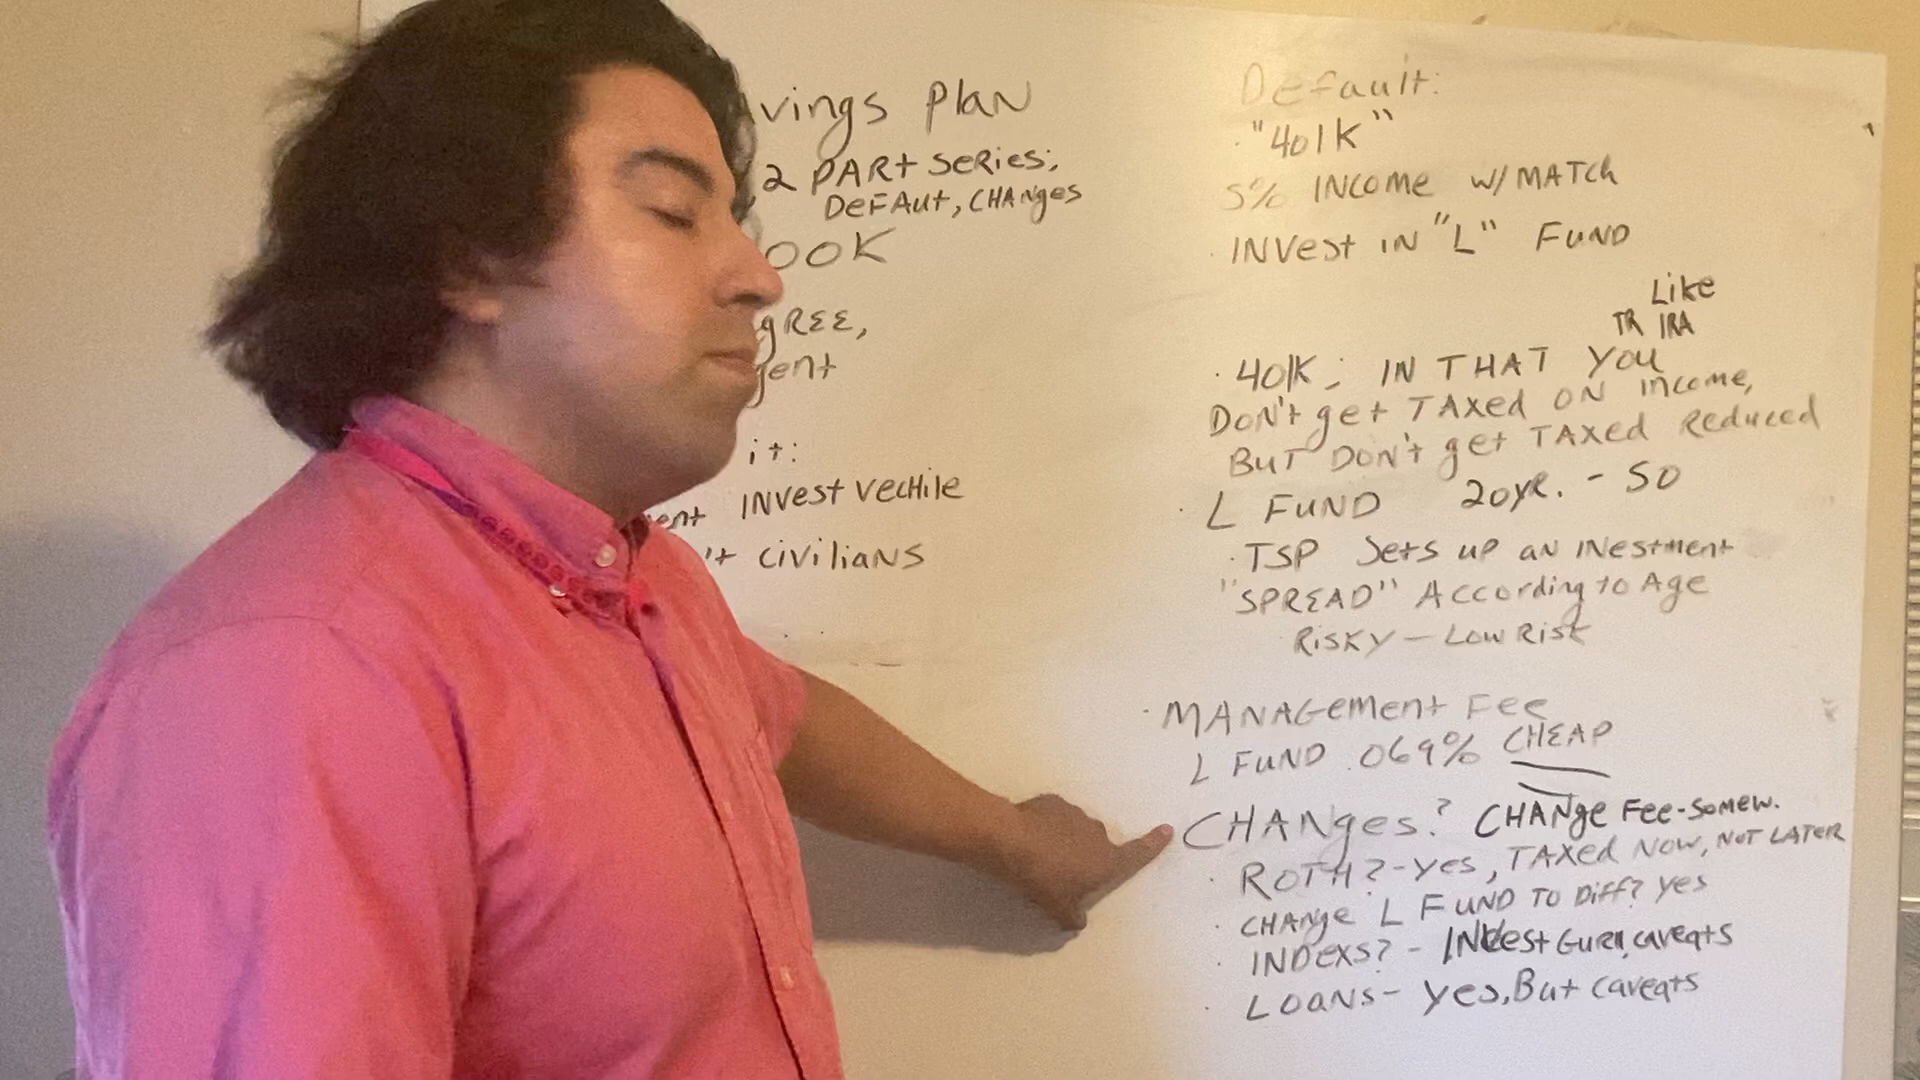 vings PlAN
2 PARt SeRies;
DeFAut, CHAnges
OOK
gREE,
gent
it:
INvest vecHile
ent
't civiliANs
Default:
"401K"
5% INCome w/ MATCh
INVest iN "L" FUND
Like
TR IRA
401K; IN THAT You
DON't get TAXed ON income,
BUT DON't get TAXed Reduced
L FUND 20yR. - 50
TSP Sets up an INestment
"SPREAD" According to Age
RiSKY - Low Risk
MANAGement Fee
L FUND .069% CHEAP
CHANges? CHANge Fee-Somew.
ROTH?-yes, TAXed NOW, NOT LATER
CHANge L FUND TO Diff? yes
INDEXS? - INVest GuRu, caveats
LOANS- yes, But caveats